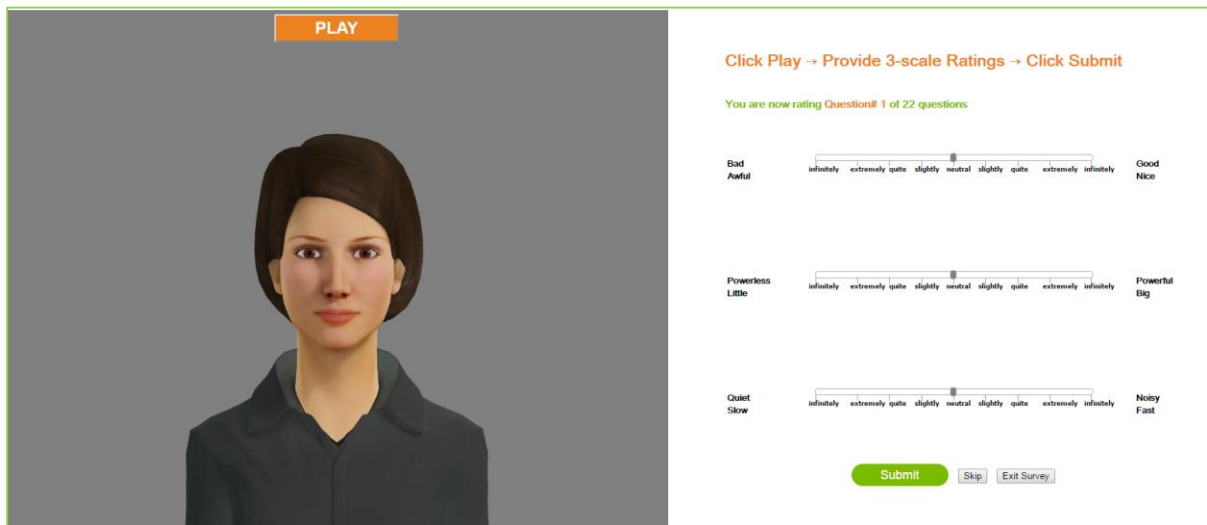 PLAY
Click Play → Provide 3-scale Ratings → Click Submit
You are now rating Question# 1 of 22 questions
Bad
Awful
infinitely extremely quite slightly neutral slightly quite extremely infinitely
Good
Nice
Powerless
Little
infinitely extremely quite slightly neutral slightly quite extremely infinitely
Powerful
Big
Quiet
Slow
infinitely extremely quite slightly neutral slightly quite extremely infinitely
Noisy
Fast
Submit Skip Exit Survey